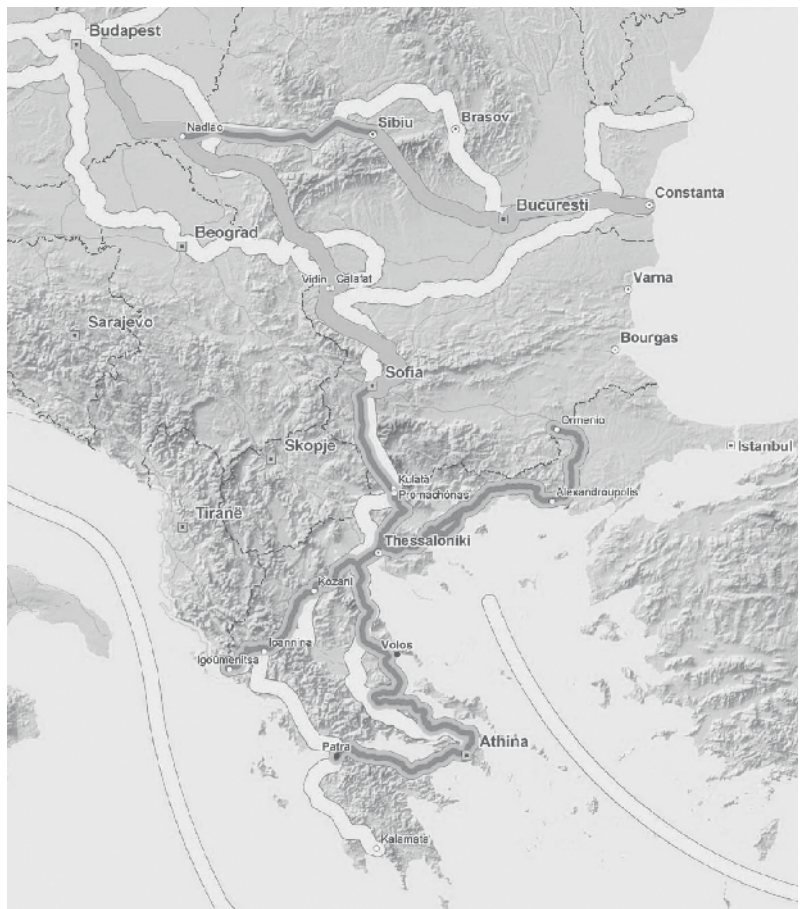 Budapest
Nadlac
Sibiu
Brasov
Constanta
Bucuresti
Beograd
Vidin
Calafat
Varna
Sarajevo
Bourgas
Sofia
Ormenio
Skopje
Istanbul
Kulata
Promachonas
Alexandroupolis
Tiranë
Thessaloniki
Kozani
Ioannina
Volos
Igoumenitsa
Athina
Patra
Kalamata